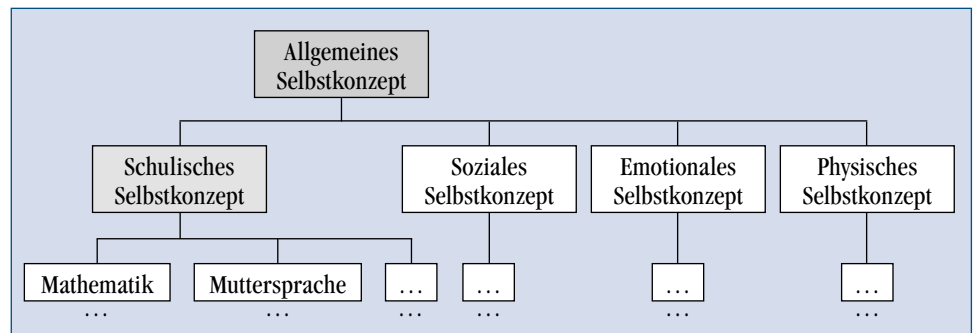 Allgemeines
Selbstkonzept
Schulisches
Selbstkonzept
Soziales
Selbstkonzept
Emotionales
Selbstkonzept
Physisches
Selbstkonzept
Mathematik
Muttersprache
...
...
...
...
...
...
...
...
...
...